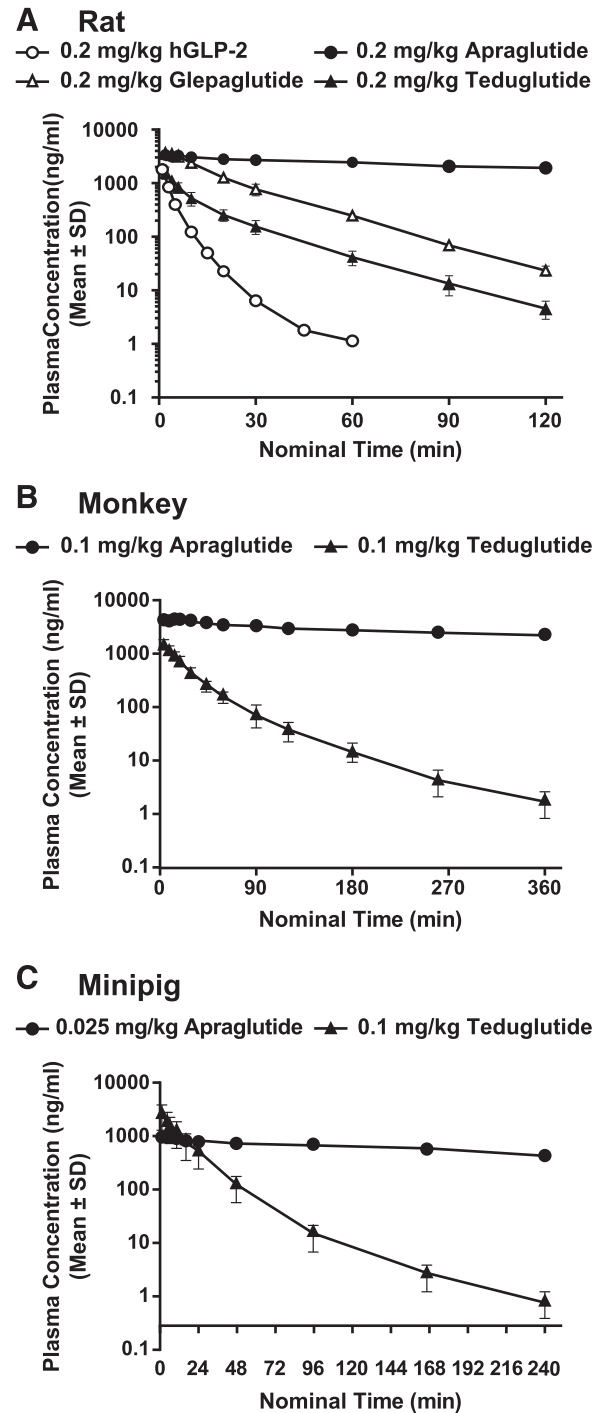 A Rat
0.2 mg/kg hGLP-2 0.2 mg/kg Apraglutide
0.2 mg/kg Glepaglutide 0.2 mg/kg Teduglutide
PlasmaConcentration(ng/ml)
(Mean ± SD)
10000
1000
100
10
1
0.1
0 30 60 90 120
Nominal Time (min)
B Monkey
0.1 mg/kg Apraglutide 0.1 mg/kg Teduglutide
Plasma Concentration (ng/ml)
(Mean ± SD)
10000
1000
100
10
1
0.1
0 90 180 270 360
Nominal Time (min)
C Minipig
0.025 mg/kg Apraglutide 0.1 mg/kg Teduglutide
Plasma Concentration (ng/ml)
(Mean ± SD)
10000
1000
100
10
1
0.1
0 24 48 72 96 120 144 168 192 216 240
Nominal Time (min)